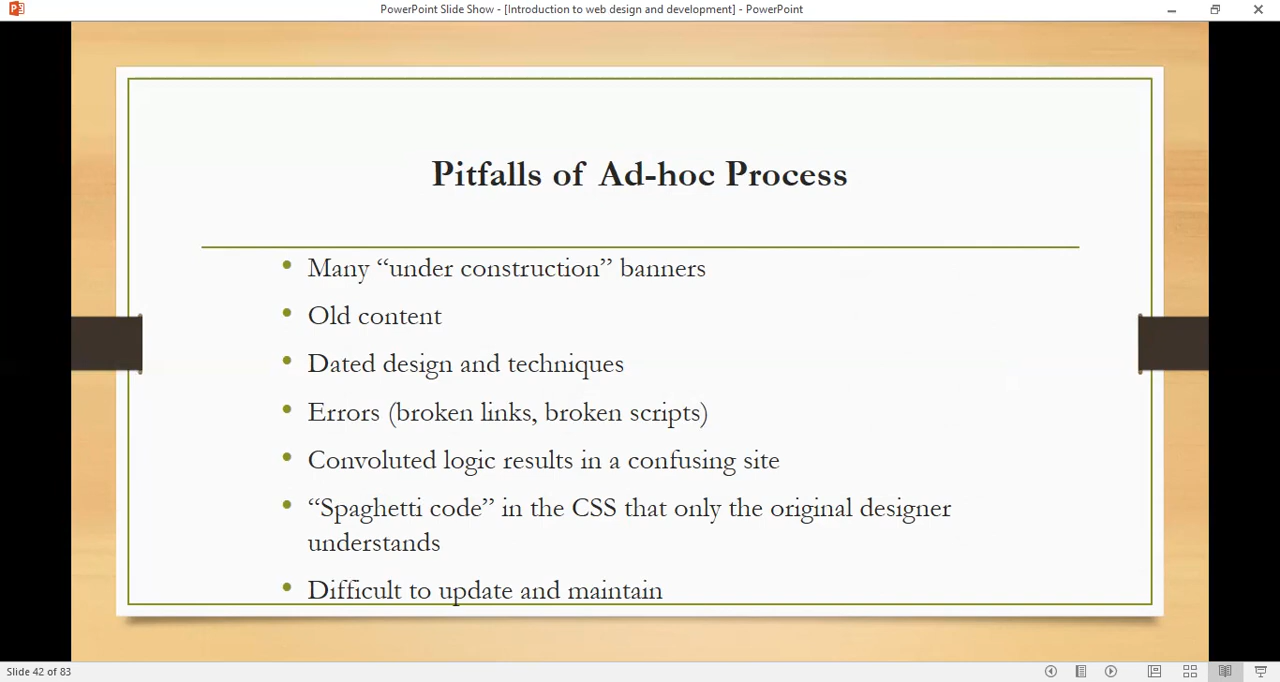 PowerPoint Slide Show - [Introduction to web design and development] - PowerPoint
Pitfalls of Ad-hoc Process
• Many “under construction” banners
• Old content
• Dated design and techniques
• Errors (broken links, broken scripts)
• Convoluted logic results in a confusing site
• “Spaghetti code” in the CSS that only the original designer
understands
• Difficult to update and maintain
Slide 42 of 83